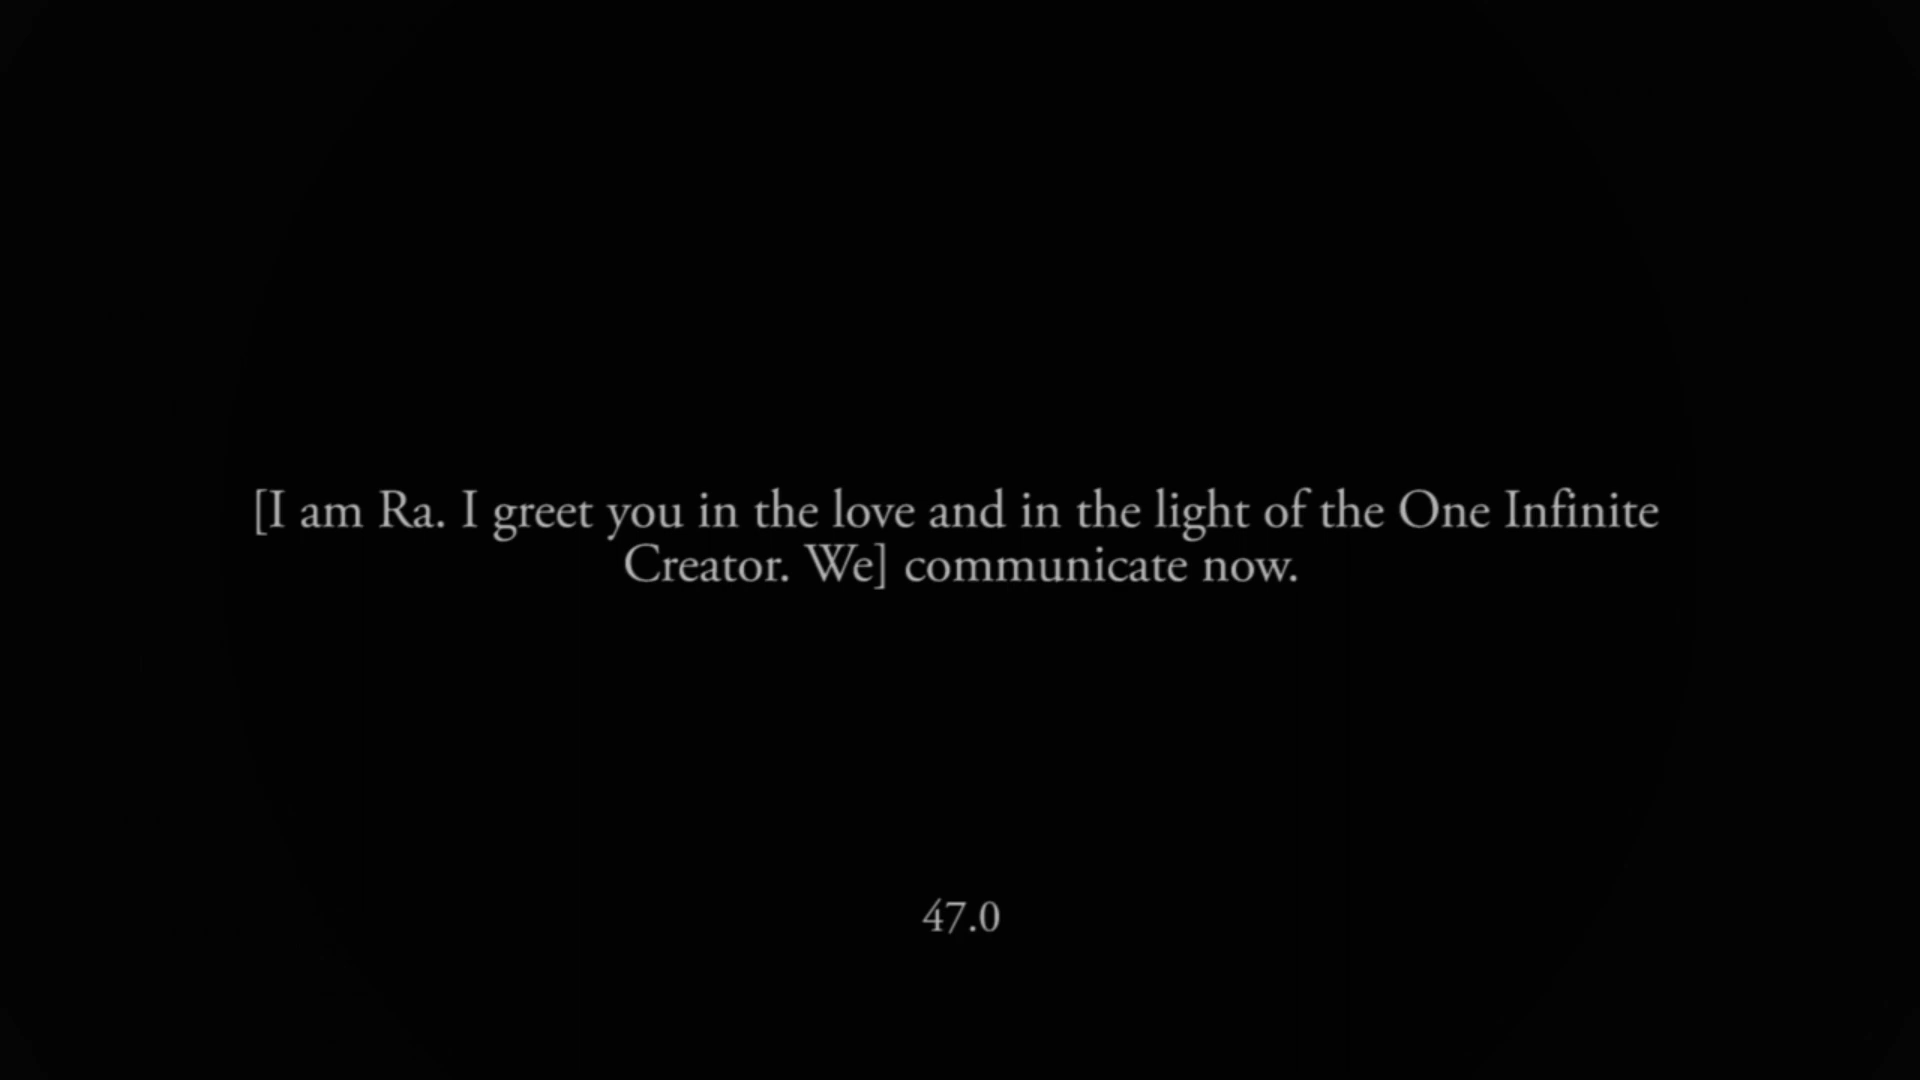 [I am Ra. I greet you in the love and in the light of the One Infinite
Creator. We] communicate now.
47.0